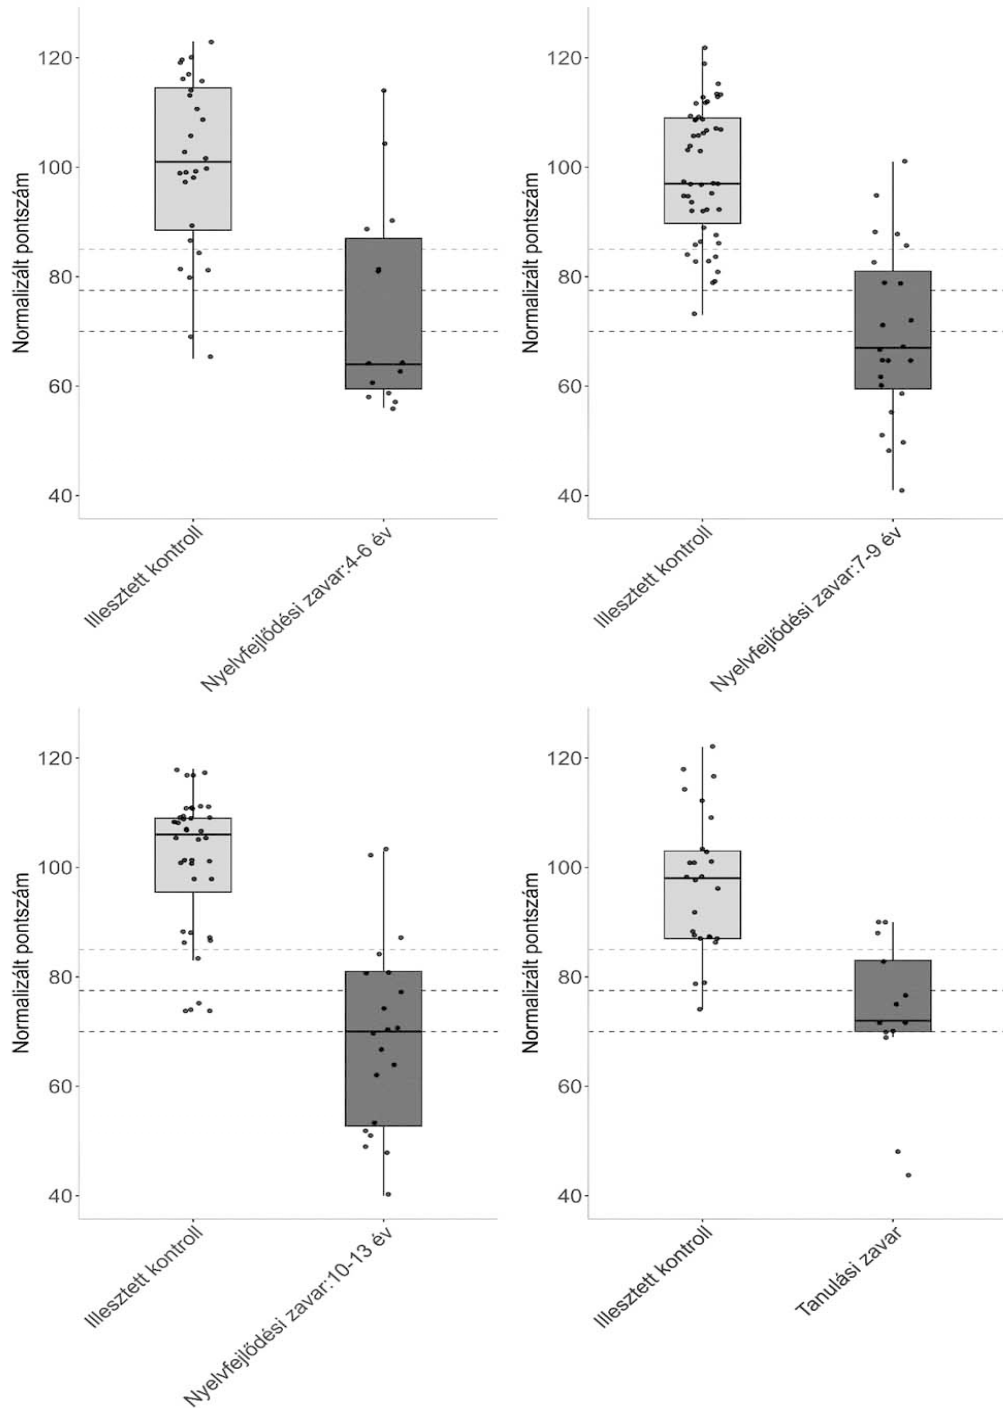 Normalizált pontszám
120
100
80
60
40
Illesztett kontroll
Nyelvfejlődési zavar:4-6 év
Normalizált pontszám
120
100
80
60
40
Illesztett kontroll
Nyelvfejlődési zavar:7-9 év
Normalizált pontszám
120
100
80
60
40
Illesztett kontroll
Nyelvfejlődési zavar:10-13 év
Normalizált pontszám
120
100
80
60
40
Illesztett kontroll
Tanulási zavar